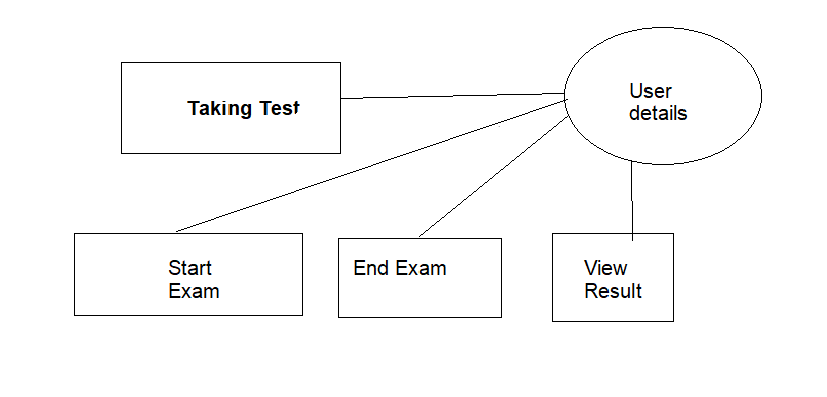 Taking Test
User
details
Start
Exam
End Exam
View
Result